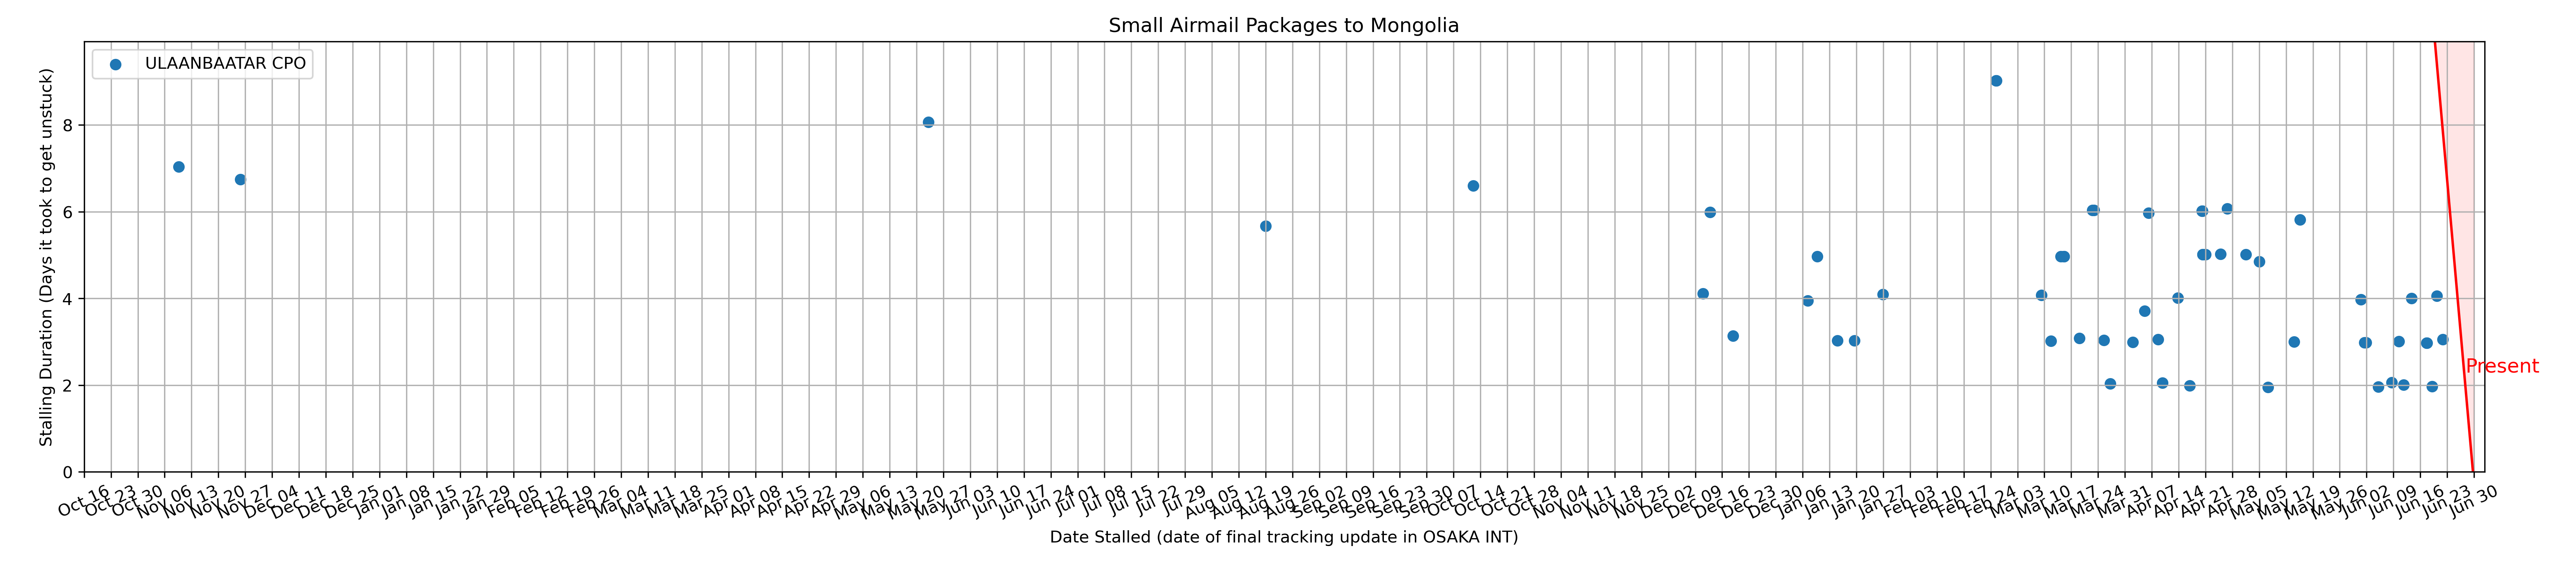 Small Airmail Packages to Mongolia
ULAANBAATAR CPO
Stalling Duration (Days it took to get unstuck)
8
6
4
2
0
Present
Oct 16
Oct 23
Oct 30
Nov 06
Nov 13
Nov 20
Nov 27
Dec 04
Dec 11
Dec 18
Dec 25
Jan 01
Jan 08
Jan 15
Jan 22
Jan 29
Feb 05
Feb 12
Feb 19
Feb 26
Mar 04
Mar 11
Mar 18
Mar 25
Apr 01
Apr 08
Apr 15
Apr 22
Apr 29
May 06
May 13
May 20
May 27
Jun 03
Jun 10
Jun 17
Jun 24
Jul 01
Jul 08
Jul 15
Jul 22
Jul 29
Aug 05
Aug 12
Aug 19
Aug 26
Sep 02
Sep 09
Sep 16
Sep 23
Sep 30
Oct 07
Oct 14
Oct 21
Oct 28
Nov 04
Nov 11
Nov 18
Nov 25
Dec 02
Dec 09
Dec 16
Dec 23
Dec 30
Jan 06
Jan 13
Jan 20
Jan 27
Feb 03
Feb 10
Feb 17
Feb 24
Mar 03
Mar 10
Mar 17
Mar 24
Mar 31
Apr 07
Apr 14
Apr 21
Apr 28
May 05
May 12
May 19
May 26
Jun 02
Jun 09
Jun 16
Jun 23
Jun 30
Date Stalled (date of final tracking update in OSAKA INT)